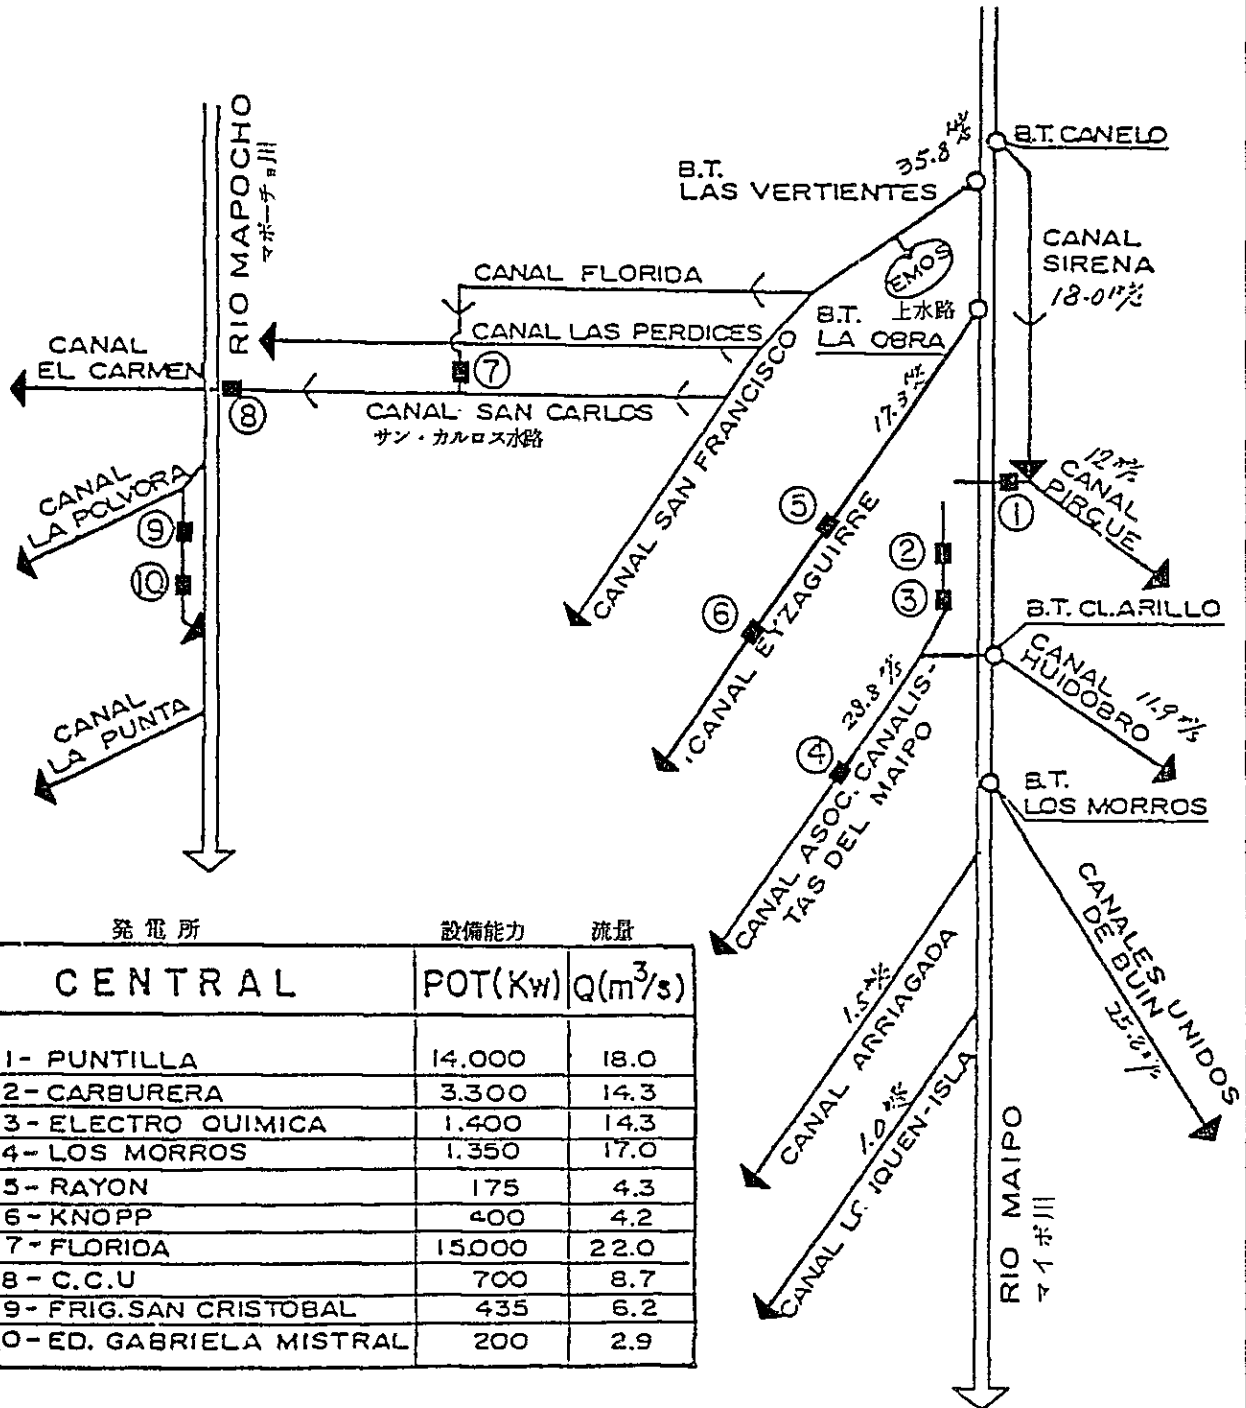 RIO MAPOCHO
マポーチョ川
B.T.
LAS VERTIENTES
35.8 m³/s
B.T. CANELO
CANAL
SIRENA
18.0 m³/s
EMOS
上水路
CANAL FLORIDA
CANAL LAS PERDICES
B.T.
LA OBRA
17.3 m³/s
CANAL
EL CARMEN
⑦
⑧
CANAL SAN CARLOS
サン・カルロス水路
CANAL SAN FRANCISCO
CANAL
LA POLVORA
⑨
⑩
⑤
⑥
CANAL EYZAGUIRRE
②
③
①
12 m³/s
CANAL
PIRQUE
B.T. CLARILLO
CANAL
HUIDOBRO
11.9 m³/s
CANAL
LA PUNTA
④
CANAL ASOC. CANALIS-
TAS DEL MAIPO
B.T.
LOS MORROS
CANALES UNIDOS
DE BUIN
1.5 m³/s
CANAL ARRIAGADA
1.0 m³/s
RIO MAIPO
マイポ川
発電所 設備能力 流量
CENTRAL POT(Kw) Q(m³/s)
1- PUNTILLA 14.000 18.0
2- CARBURERA 3.300 14.3
3- ELECTRO QUIMICA 1.400 14.3
4- LOS MORROS 1.350 17.0
5- RAYON 175 4.3
6- KNOPP 400 4.2
7- FLORIDA 15.000 22.0
8- C.C.U 700 8.7
9- FRIG. SAN CRISTOBAL 435 6.2
0- ED. GABRIELA MISTRAL 200 2.9